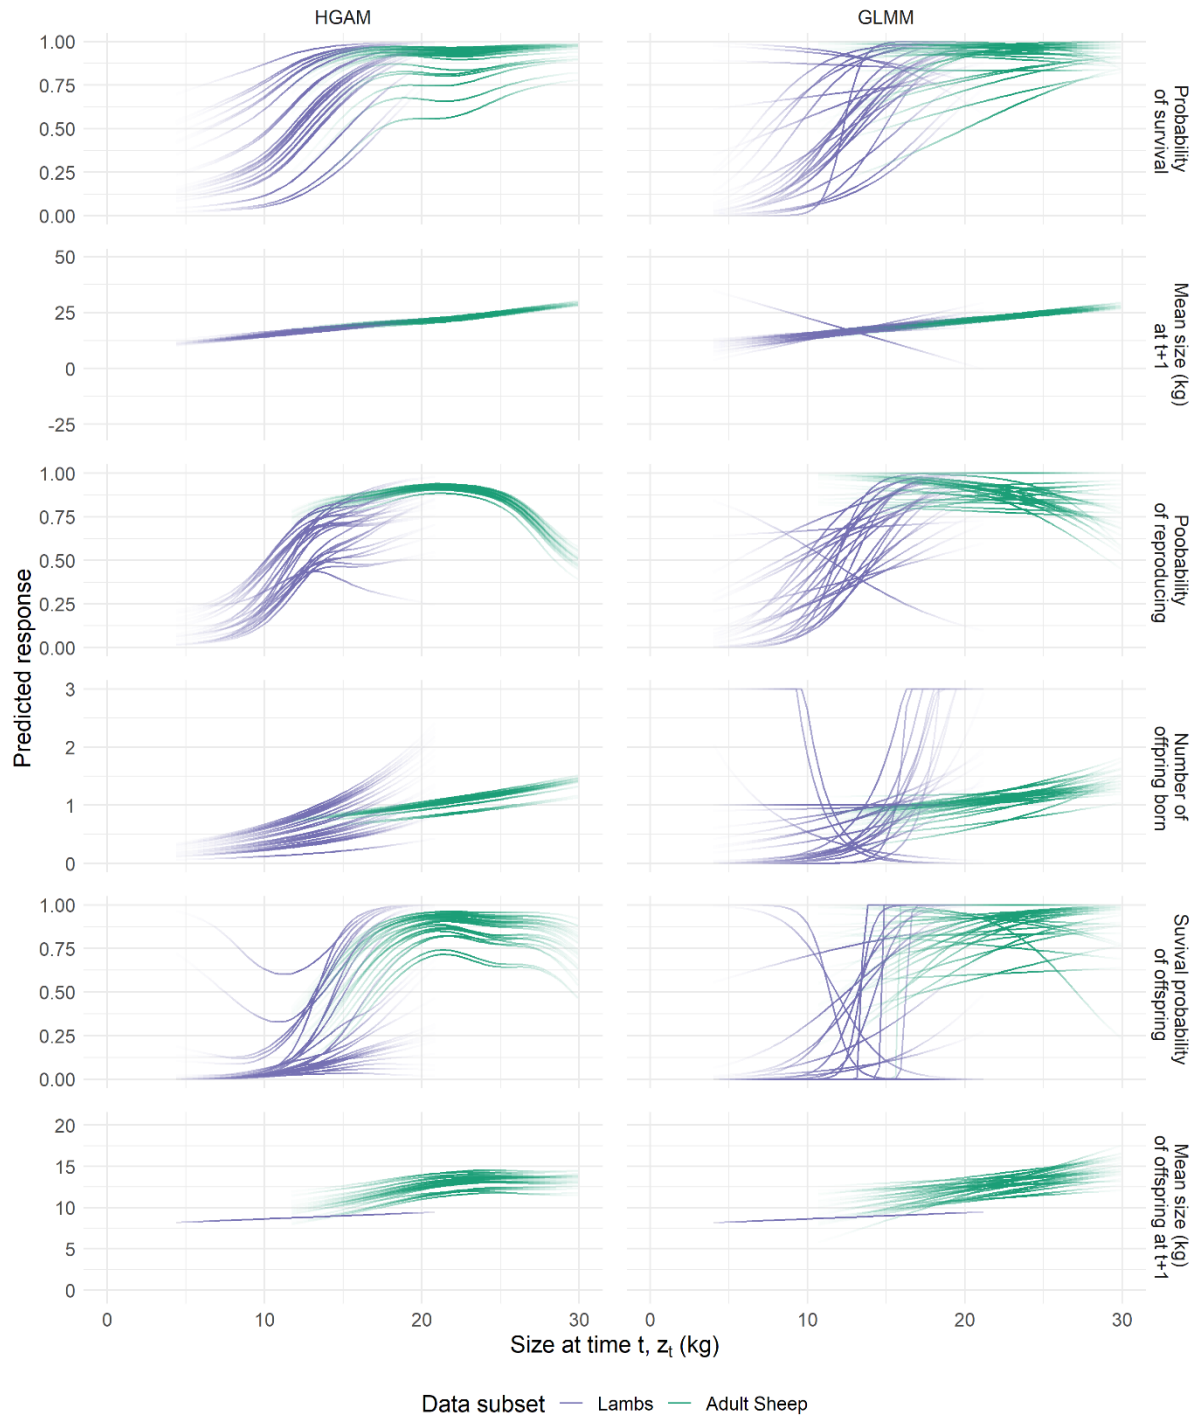 HGAM
GLMM
1.00
0.75
0.50
0.25
0.00
Probability
of survival
50
25
0
-25
Mean size (kg)
at t+1
1.00
0.75
0.50
0.25
0.00
Poobability
of reproducing
3
2
1
0
Number of
offpring born
1.00
0.75
0.50
0.25
0.00
Suvival probability
of offspring
20
15
10
5
0
Mean size (kg)
of offspring at t+1
Predicted response
0
10
20
30
0
10
20
30
Size at time t, zt (kg)
Data subset
Lambs
Adult Sheep